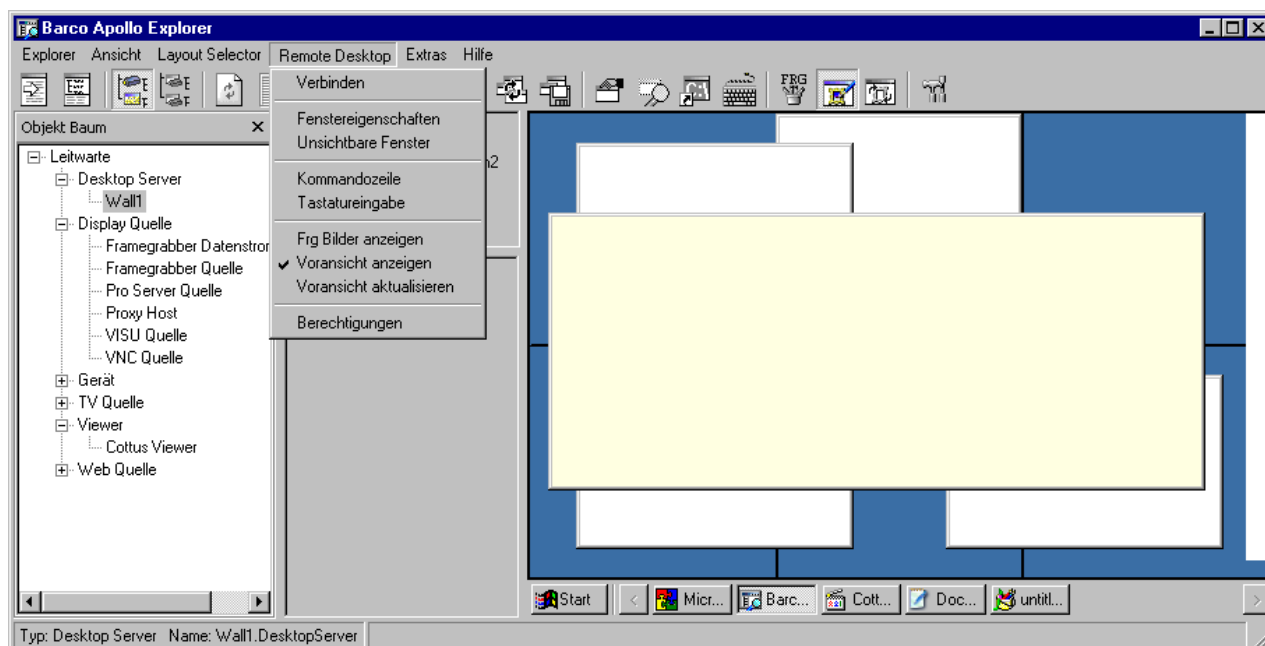 Barco Apollo Explorer
Explorer Ansicht Layout Selector Remote Desktop Extras Hilfe
FRG
Objekt Baum
Leitwarte
Desktop Server
Wall1
Display Quelle
Framegrabber Datenstror
Framegrabber Quelle
Pro Server Quelle
Proxy Host
VISU Quelle
VNC Quelle
Gerät
TV Quelle
Viewer
Cottus Viewer
Web Quelle
Verbinden
Fenstereigenschaften
Unsichtbare Fenster
Kommandozeile
Tastatureingabe
Frg Bilder anzeigen
Voransicht anzeigen
Voransicht aktualisieren
Berechtigungen
Start < Micr... Barc... Cott... Doc... untitl... >
Typ: Desktop Server Name: Wall1.DesktopServer